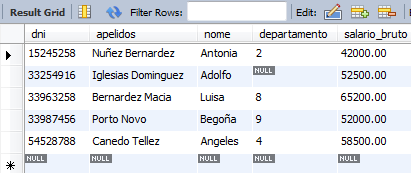 Result Grid Filter Rows: Edit:
dni apelidos nome departamento salario_bruto
15245258 Nuñez Bernardez Antonia 2 42000.00
33254916 Iglesias Dominguez Adolfo NULL 52500.00
33963258 Bernardez Macia Luisa 8 65200.00
33987456 Porto Novo Begoña 9 52000.00
54528788 Canedo Tellez Angeles 4 58500.00
NULL NULL NULL NULL NULL